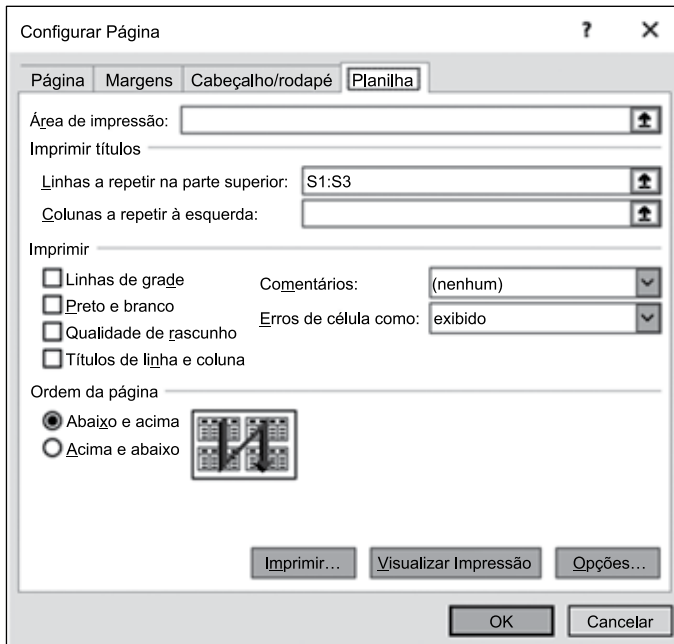 Configurar Página ? ×
Página Margens Cabeçalho/rodapé Planilha
Área de impressão:
Imprimir títulos
Linhas a repetir na parte superior: S1:S3
Colunas a repetir à esquerda:
Imprimir
Linhas de grade
Preto e branco
Qualidade de rascunho
Títulos de linha e coluna
Comentários: (nenhum)
Erros de célula como: exibido
Ordem da página
Abaixo e acima
Acima e abaixo
Imprimir... Visualizar Impressão Opções...
OK Cancelar